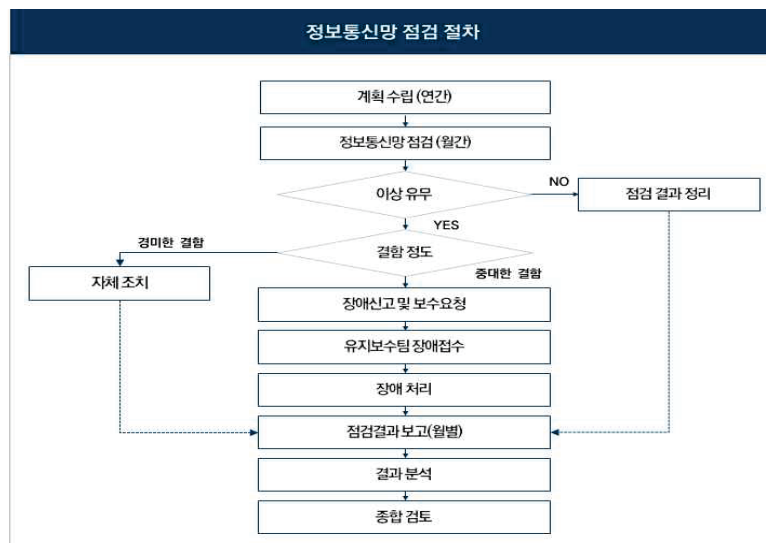 정보통신망 점검 절차
계획 수립 (연간)
정보통신망 점검 (월간)
이상 유무
NO
점검 결과 정리
YES
경미한 결함
결함 정도
중대한 결함
자체 조치
장애신고 및 보수요청
유지보수팀 장애접수
장애 처리
점검결과 보고(월별)
결과 분석
종합 검토